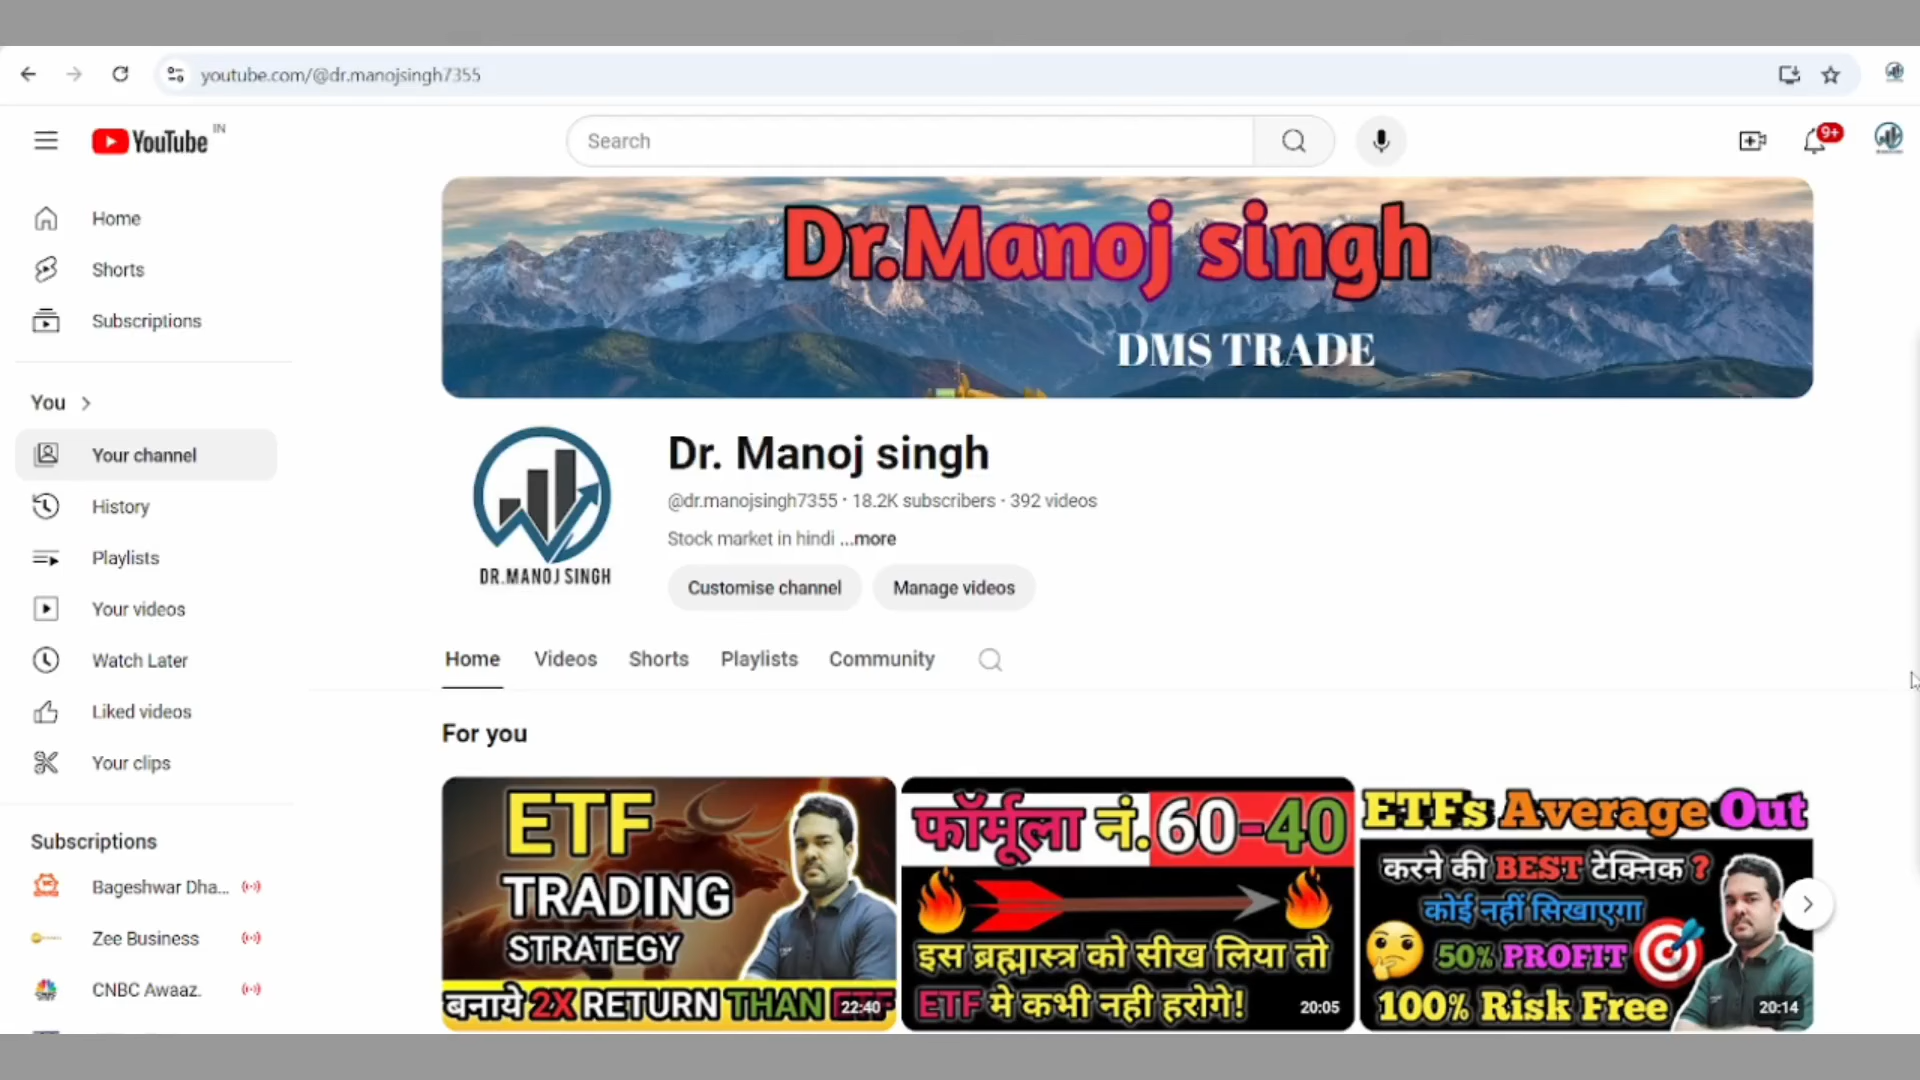 youtube.com/@dr.manojsingh7355
YouTube IN
Search
9+
Home
Shorts
Subscriptions
You
Your channel
History
Playlists
Your videos
Watch Later
Liked videos
Your clips
Subscriptions
Bageshwar Dha...
Zee Business
CNBC Awaaz.
Dr.Manoj singh
DMS TRADE
DR.MANOJ SINGH
Dr. Manoj singh
@dr.manojsingh7355 · 18.2K subscribers · 392 videos
Stock market in hindi ...more
Customise channel
Manage videos
Home Videos Shorts Playlists Community
For you
ETF
TRADING
STRATEGY
बनाये 2X RETURN THAN ETF
22:40
फॉर्मूला नं.60-40
इस ब्रह्मास्त्र को सीख लिया तो
ETF मे कभी नही हरोगे!
20:05
ETFs Average Out
करने की BEST टेक्निक ?
कोई नहीं सिखाएगा
50% PROFIT
100% Risk Free
20:14